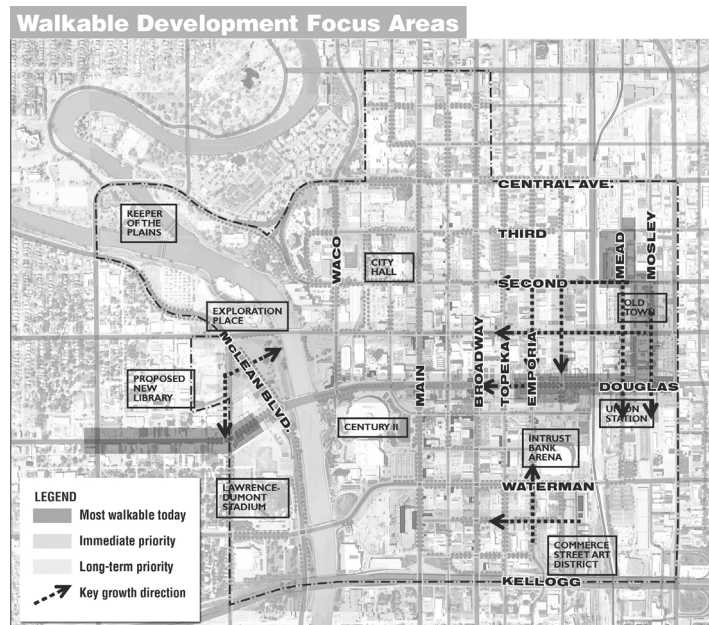 Walkable Development Focus Areas
CENTRAL AVE.
KEEPER
OF THE
PLAINS
THIRD
MEAD
MOSLEY
WACO
CITY
HALL
SECOND
OLD
TOWN
EXPLORATION
PLACE
McLEAN BLVD.
MAIN
BROADWAY
TOPEKA
EMPORIA
PROPOSED
NEW
LIBRARY
DOUGLAS
UNION
STATION
CENTURY II
INTRUST
BANK
ARENA
LAWRENCE-
DUMONT
STADIUM
WATERMAN
COMMERCE
STREET ART
DISTRICT
KELLOGG
LEGEND
Most walkable today
Immediate priority
Long-term priority
Key growth direction